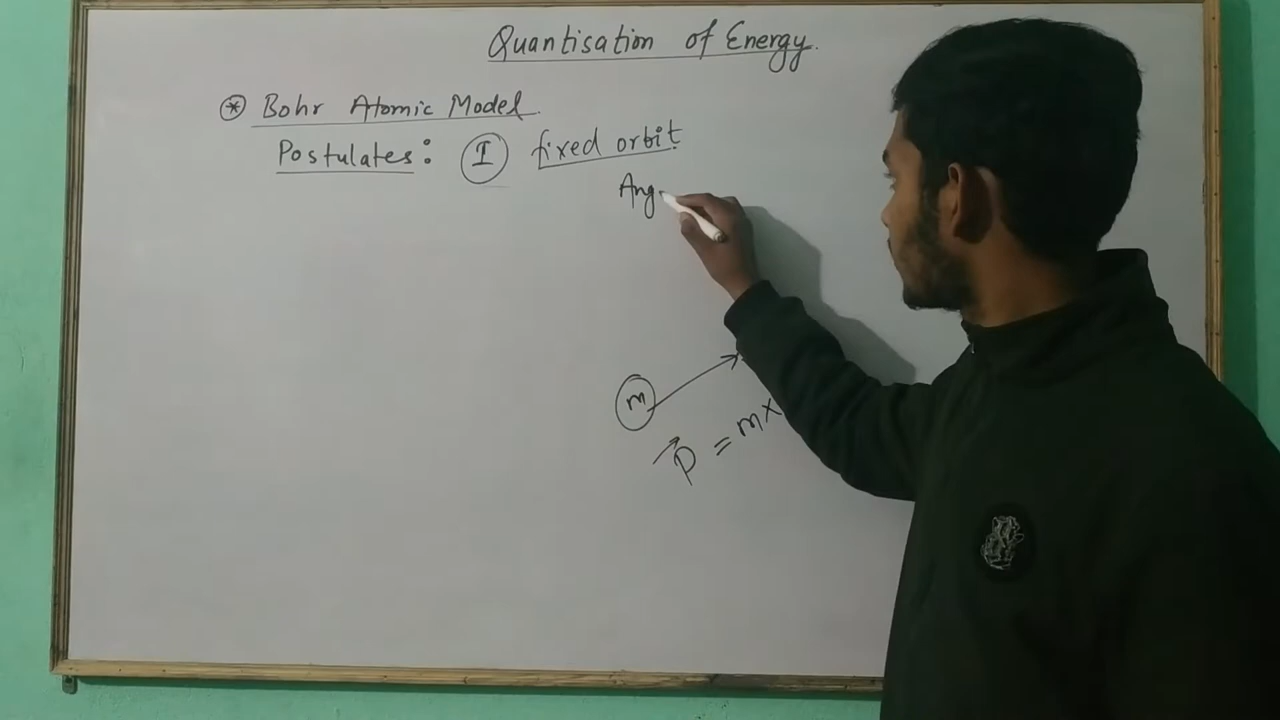 Quantisation of Energy.
* Bohr Atomic Model
Postulates: I fixed orbit
Ang
m
P = m×